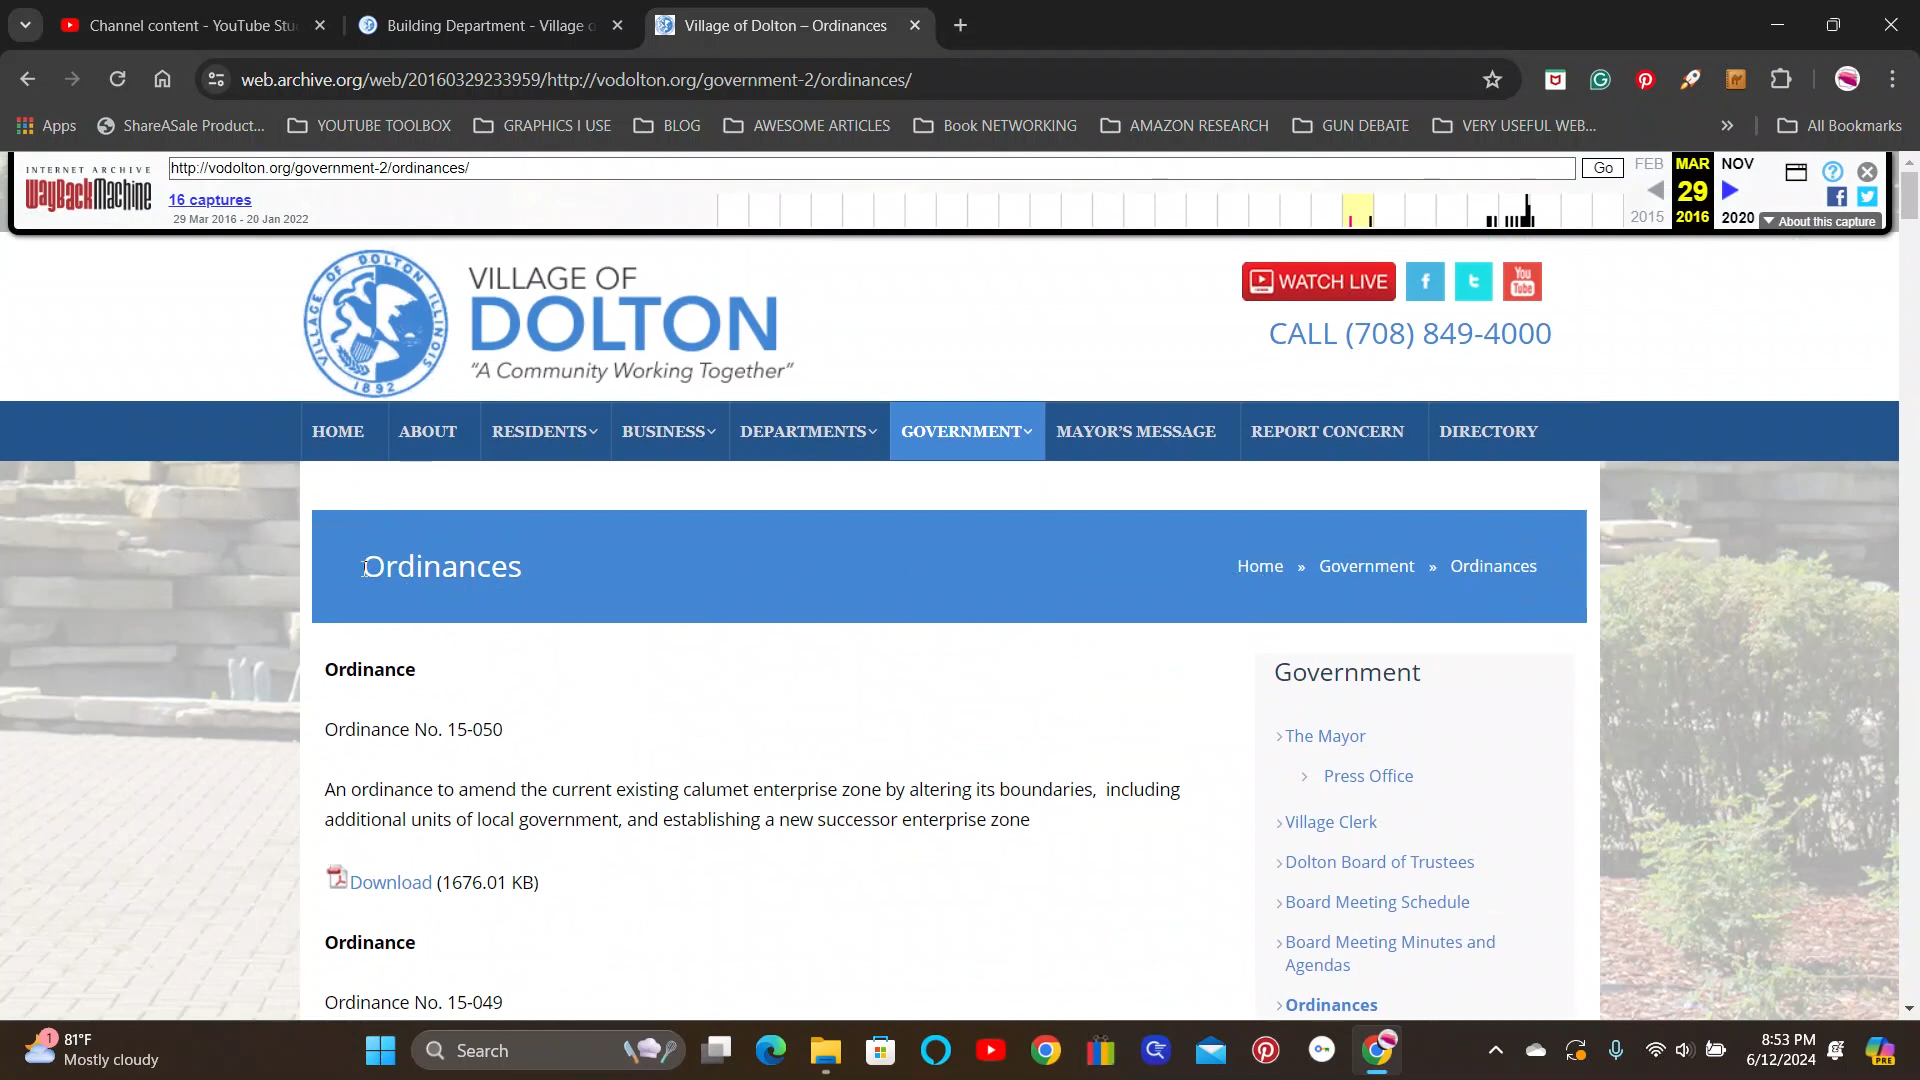 Channel content - YouTube Stu
Building Department - Village o
Village of Dolton – Ordinances
web.archive.org/web/20160329233959/http://vodolton.org/government-2/ordinances/
Apps
ShareASale Product...
YOUTUBE TOOLBOX
GRAPHICS I USE
BLOG
AWESOME ARTICLES
Book NETWORKING
AMAZON RESEARCH
GUN DEBATE
VERY USEFUL WEB...
All Bookmarks
INTERNET ARCHIVE
WayBackMachine
http://vodolton.org/government-2/ordinances/
Go
FEB MAR NOV
16 captures
29
29 Mar 2016 - 20 Jan 2022
2015 2016 2020
About this capture
VILLAGE OF DOLTON ILLINOIS
1892
VILLAGE OF
DOLTON
"A Community Working Together"
WATCH LIVE
You Tube
CALL (708) 849-4000
HOME
ABOUT
RESIDENTS
BUSINESS
DEPARTMENTS
GOVERNMENT
MAYOR'S MESSAGE
REPORT CONCERN
DIRECTORY
Ordinances
Home » Government » Ordinances
Ordinance
Ordinance No. 15-050
An ordinance to amend the current existing calumet enterprise zone by altering its boundaries, including
additional units of local government, and establishing a new successor enterprise zone
Download (1676.01 KB)
Ordinance
Ordinance No. 15-049
Government
The Mayor
Press Office
Village Clerk
Dolton Board of Trustees
Board Meeting Schedule
Board Meeting Minutes and
Agendas
Ordinances
1
81°F
Mostly cloudy
Search
8:53 PM
6/12/2024
PRE